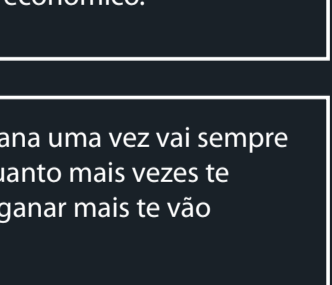 económico.
ana uma vez vai sempre
uanto mais vezes te
ganar mais te vão